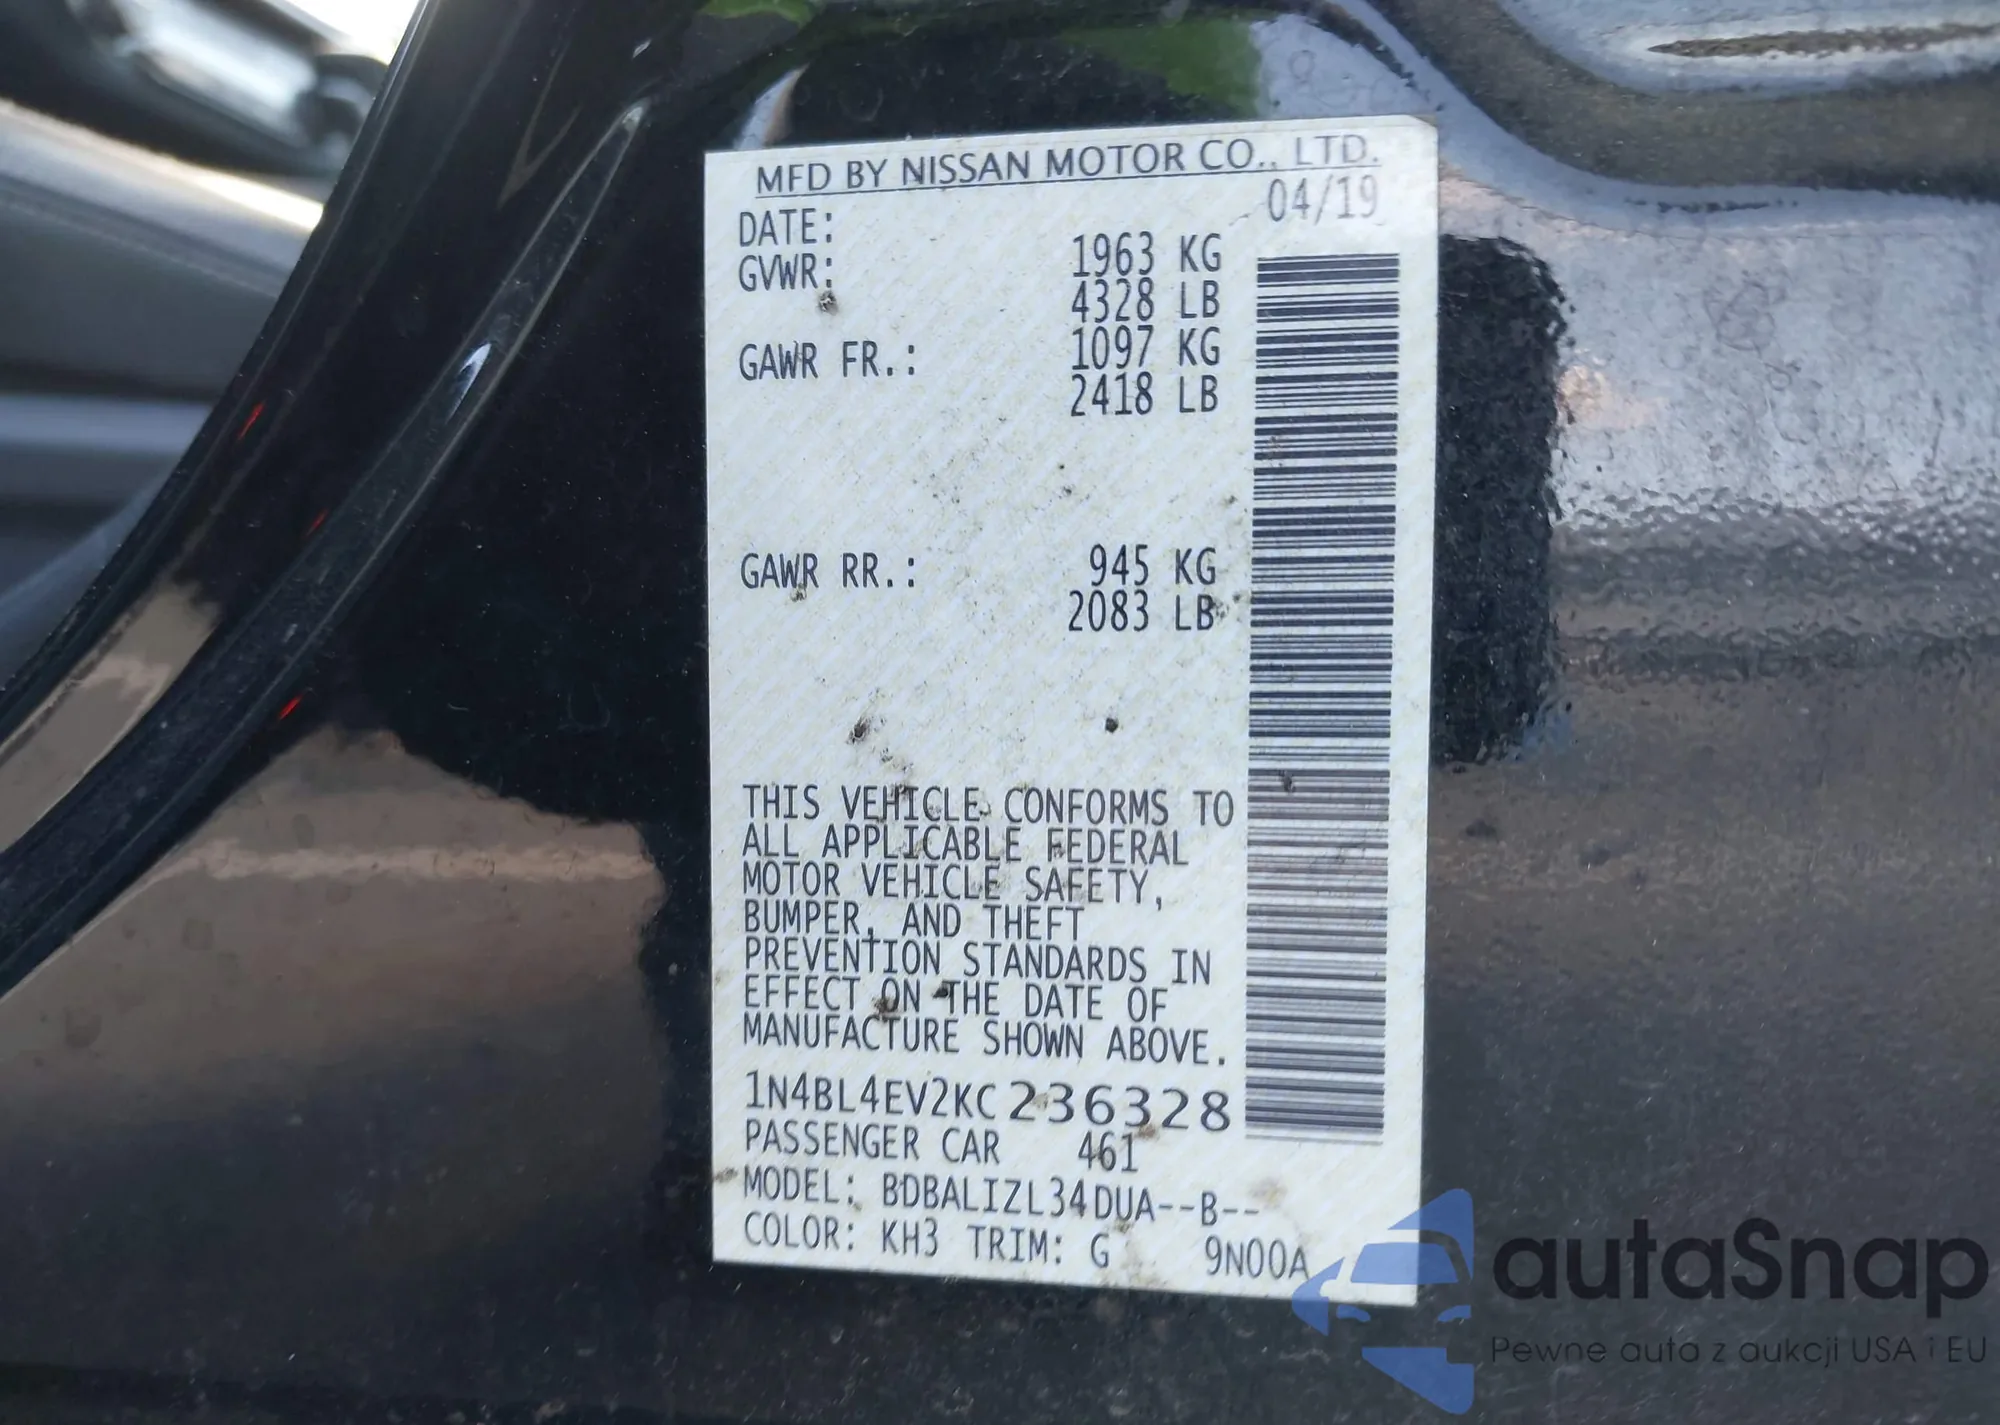 MFD BY NISSAN MOTOR CO., LTD.
DATE: 04/19
GVWR: 1963 KG
4328 LB
GAWR FR.: 1097 KG
2418 LB
GAWR RR.: 945 KG
2083 LB
THIS VEHICLE CONFORMS TO
ALL APPLICABLE FEDERAL
MOTOR VEHICLE SAFETY,
BUMPER, AND THEFT
PREVENTION STANDARDS IN
EFFECT ON THE DATE OF
MANUFACTURE SHOWN ABOVE.
1N4BL4EV2KC236328
PASSENGER CAR 461
MODEL: BDBALIZL34DUA--B--
COLOR: KH3 TRIM: G 9N00A
autaSnap
Pewne auta z aukcji USA i EU